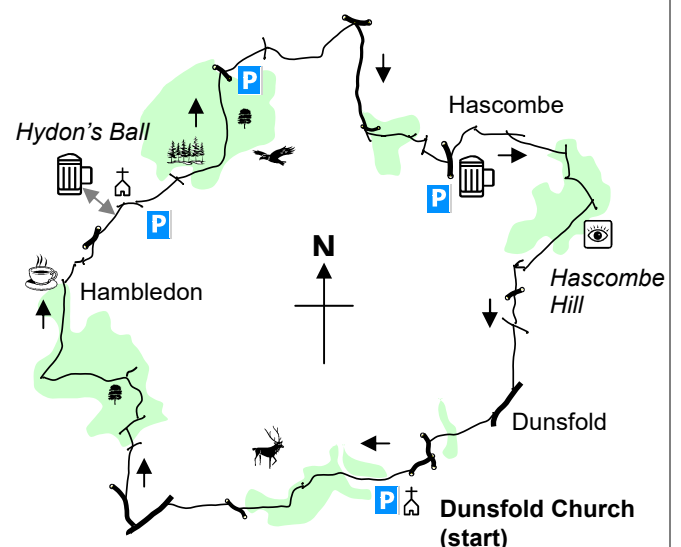 P
Hascombe
Hydon's Ball
P
P
N
Hambledon
Hascombe
Hill
Dunsfold
P
Dunsfold Church
(start)